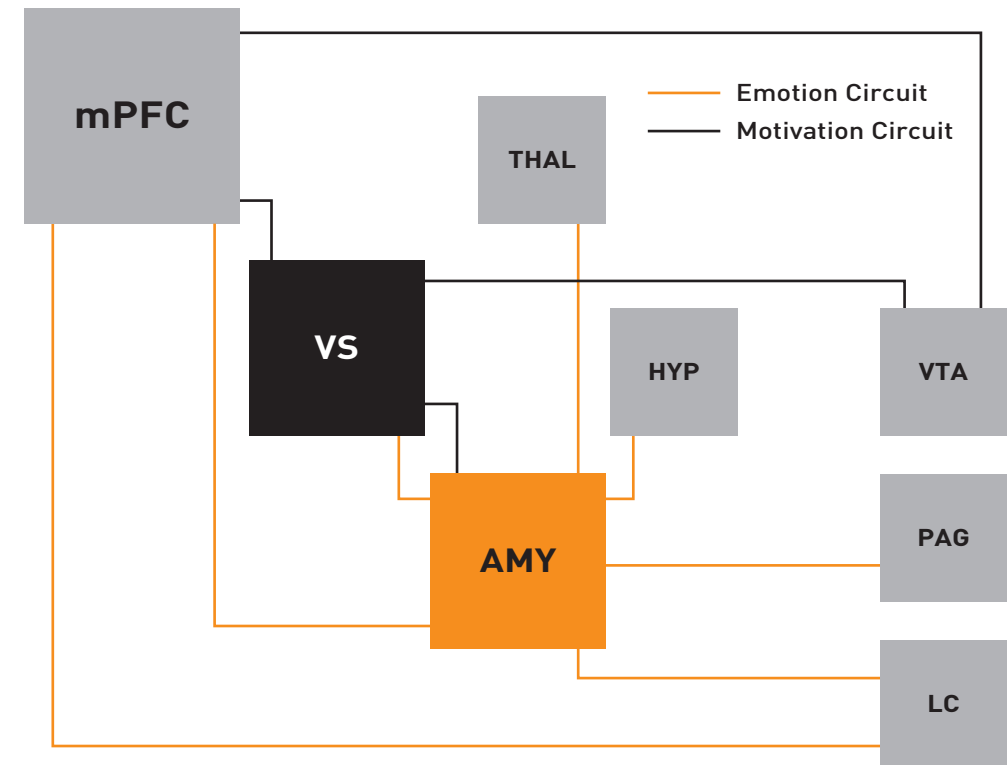 mPFC
Emotion Circuit
Motivation Circuit
THAL
VS
HYP
VTA
AMY
PAG
LC